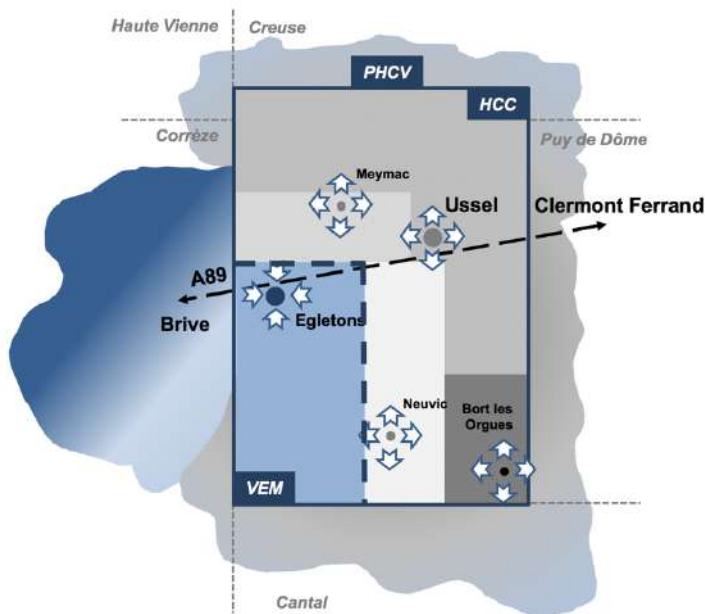 Haute Vienne
Creuse
PHCV
HCC
Corrèze
Puy de Dôme
Meymac
Ussel
Clermont Ferrand
A89
Brive
Egletons
Neuvic
Bort les
Orgues
VEM
Cantal